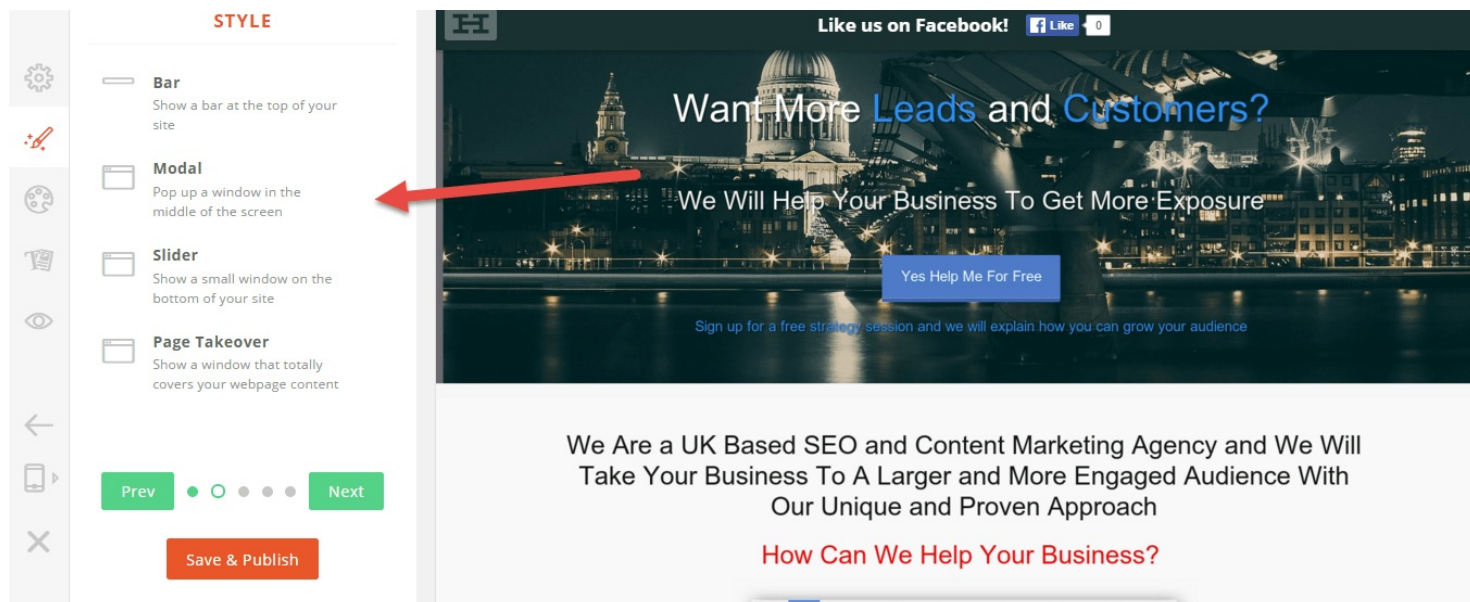 STYLE
Bar
Show a bar at the top of your
site
Modal
Pop up a window in the
middle of the screen
Slider
Show a small window on the
bottom of your site
Page Takeover
Show a window that totally
covers your webpage content
Prev
Next
Save & Publish
H
Like us on Facebook!
f Like
0
Want More Leads and Customers?
We Will Help Your Business To Get More Exposure
Yes Help Me For Free
Sign up for a free strategy session and we will explain how you can grow your audience
We Are a UK Based SEO and Content Marketing Agency and We Will
Take Your Business To A Larger and More Engaged Audience With
Our Unique and Proven Approach
How Can We Help Your Business?